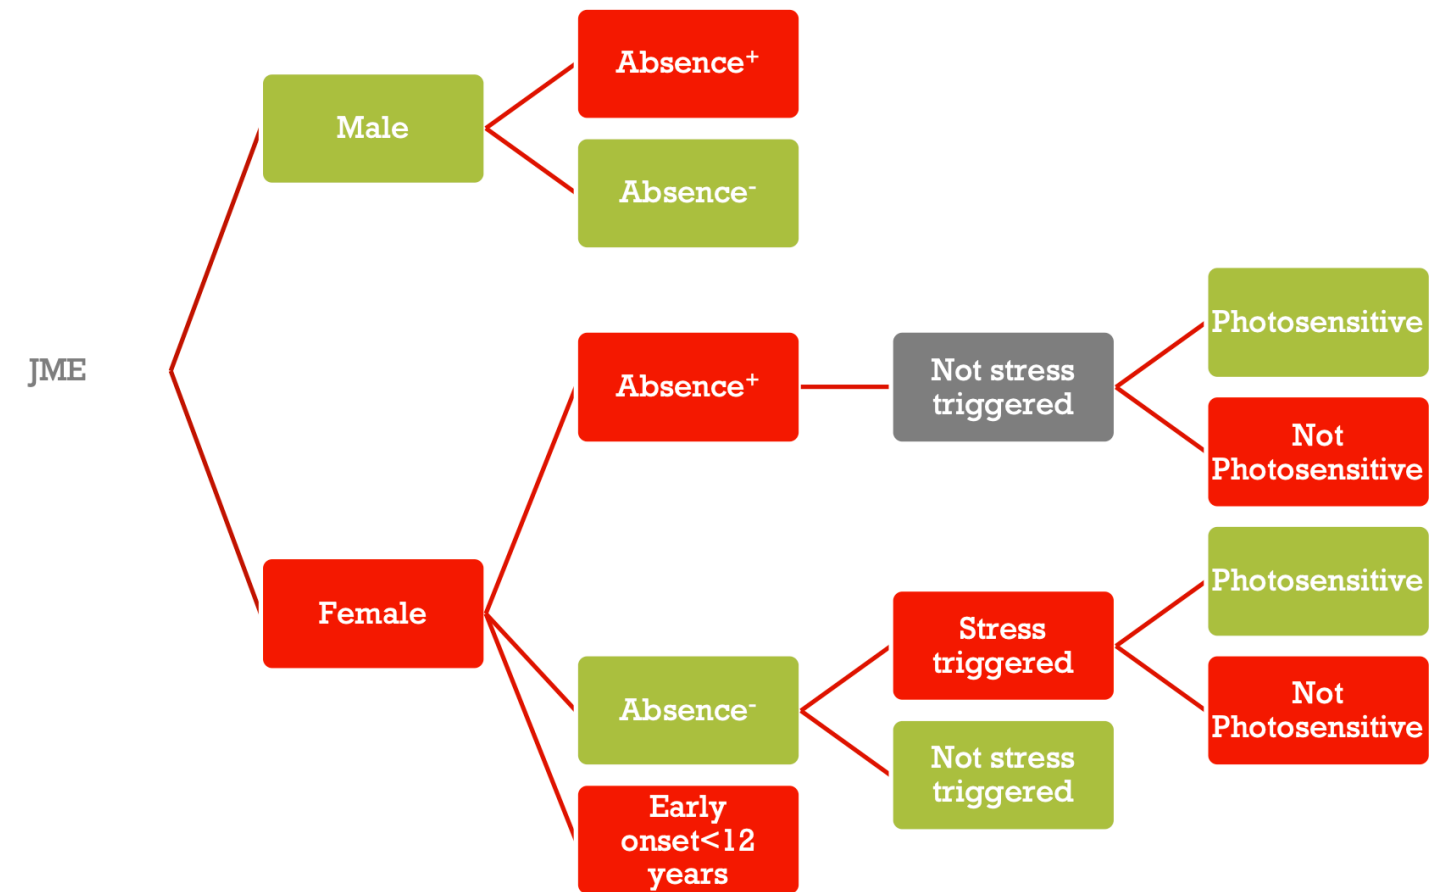 Absence⁺
Male
Absence⁻
Photosensitive
JME
Absence⁺
Not stress
triggered
Not
Photosensitive
Female
Photosensitive
Stress
triggered
Absence⁻
Not
Photosensitive
Not stress
triggered
Early
onset<12
years